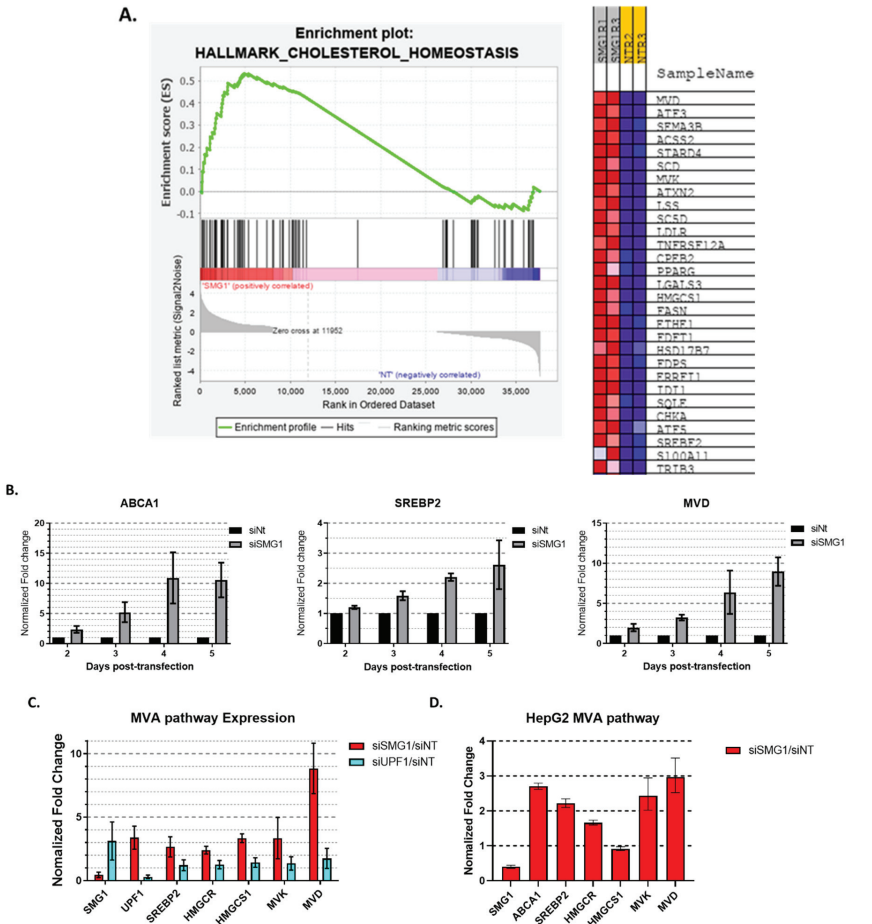 A.
Enrichment plot:
HALLMARK_CHOLESTEROL_HOMEOSTASIS
Enrichment score (ES)
0.5
0.4
0.3
0.2
0.1
0.0
-0.1
Ranked list metric (Signal2Noise)
'SMG1' (positively correlated)
4
2
0
-2
-4
Zero cross at 11952
'NT' (negatively correlated)
0 5,000 10,000 15,000 20,000 25,000 30,000 35,000
Rank in Ordered Dataset
Enrichment profile Hits Ranking metric scores
SMG1R1
SMG1R3
NTR2
NTR3
SampleName
MVD
ATF3
SEMA3B
ACSS2
STARD4
SCD
MVK
ATXN2
LSS
SC5D
LDLR
TNFRSF12A
CPEB2
PPARG
LGALS3
HMGCS1
FASN
ETHE1
FDFT1
HSD17B7
FDPS
ERRFI1
IDI1
SQLE
CHKA
ATF5
SREBF2
S100A11
TRIB3
B.
ABCA1
Normalized Fold change
20
15
10
5
0
2 3 4 5
Days post-transfection
siNt
siSMG1
SREBP2
Normalized Fold change
4
3
2
1
0
2 3 4 5
Days post-transfection
siNt
siSMG1
MVD
Normalized Fold change
15
10
5
0
2 3 4 5
Days post-transfection
siNt
siSMG1
C.
MVA pathway Expression
Nomalized Fold Change
10
5
0
SMG1 UPF1 SREBP2 HMGCR HMGCS1 MVK MVD
siSMG1/siNT
siUPF1/siNT
D.
HepG2 MVA pathway
Normalized Fold Change
4
3
2
1
0
SMG1 ABCA1 SREBP2 HMGCR HMGCS1 MVK MVD
siSMG1/siNT